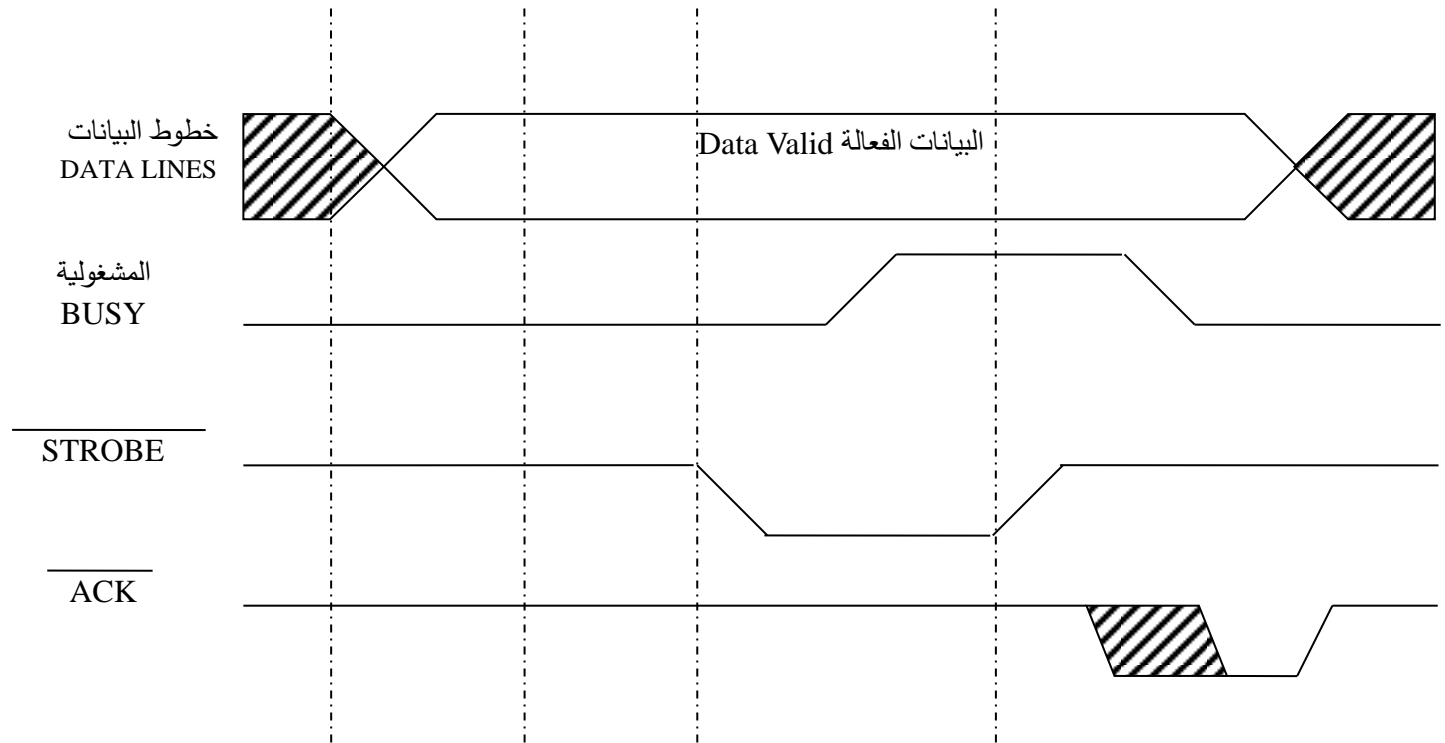 خطوط البيانات
DATA LINES
البيانات الفعالة Data Valid
المشغولية
BUSY
STROBE
ACK